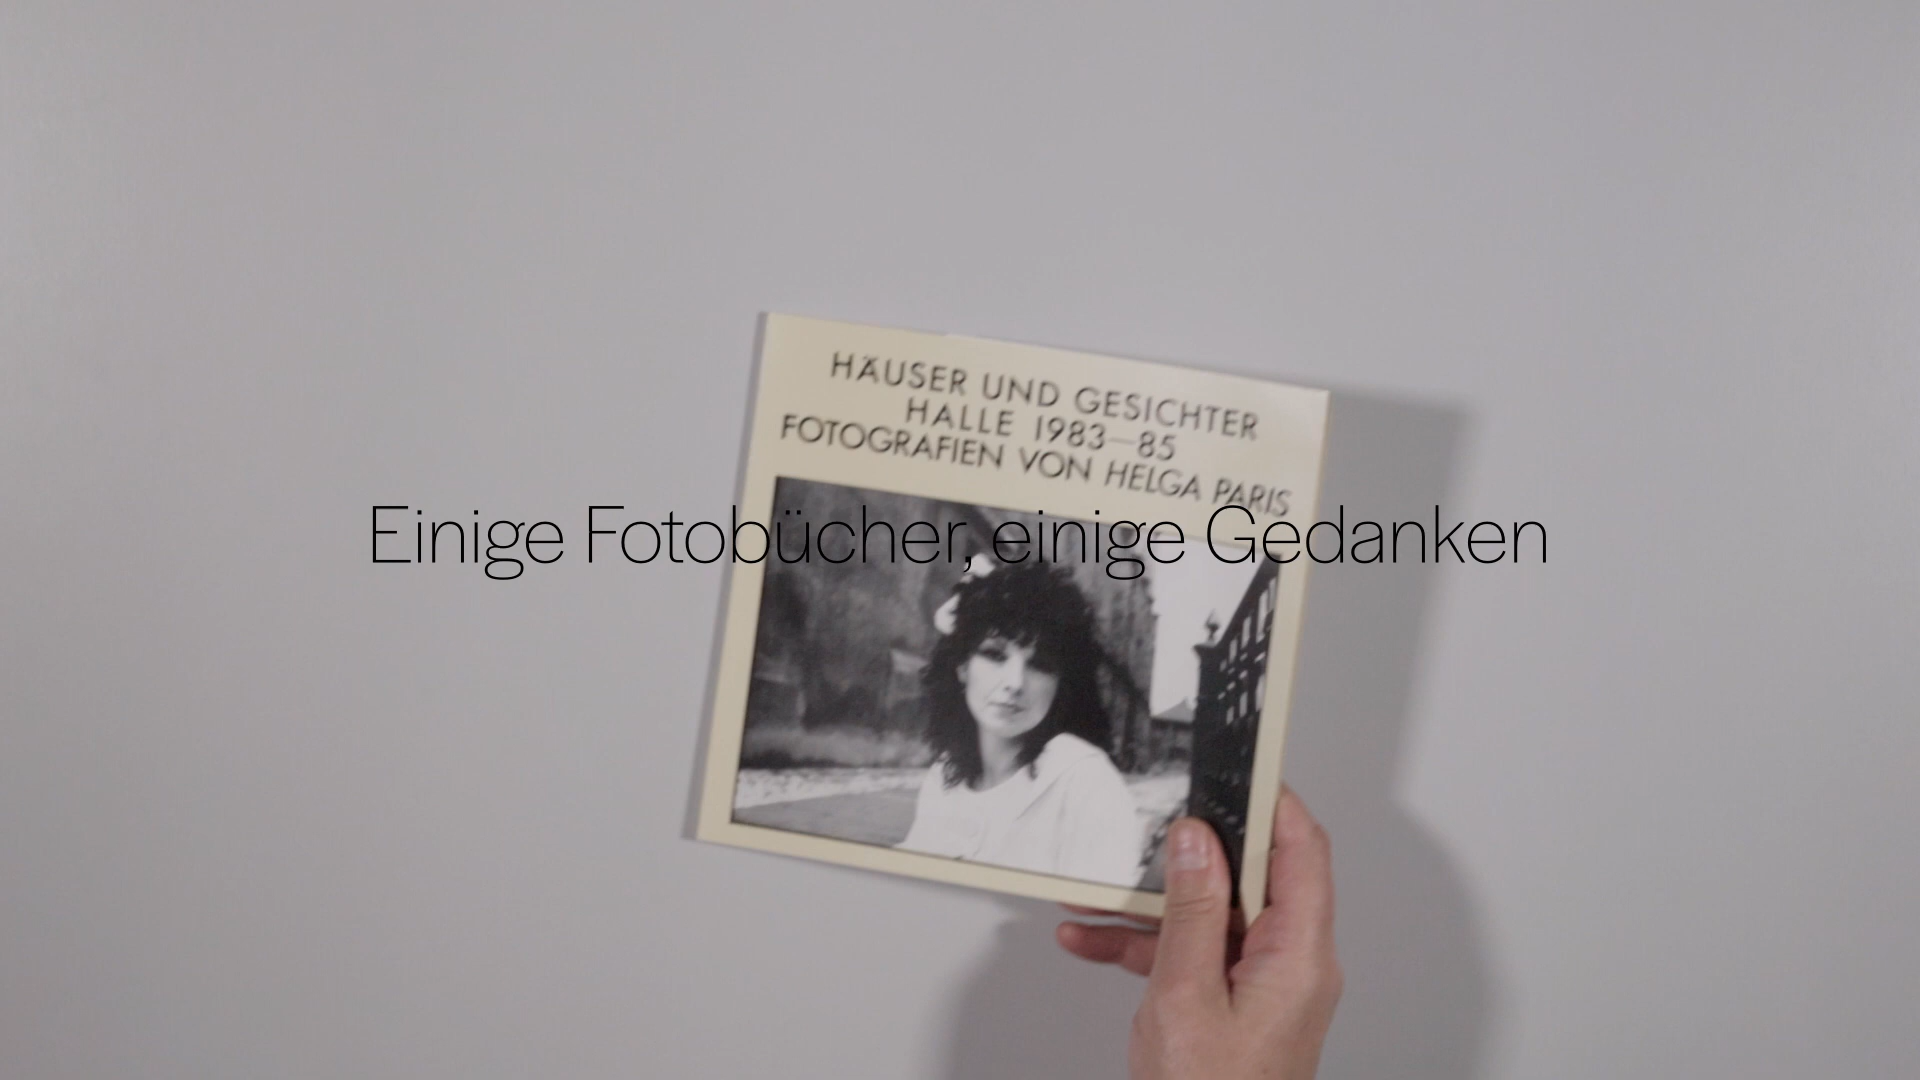 HÄUSER UND GESICHTER
HALLE 1983—85
FOTOGRAFIEN VON HELGA PARIS
Einige Fotobücher, einige Gedanken